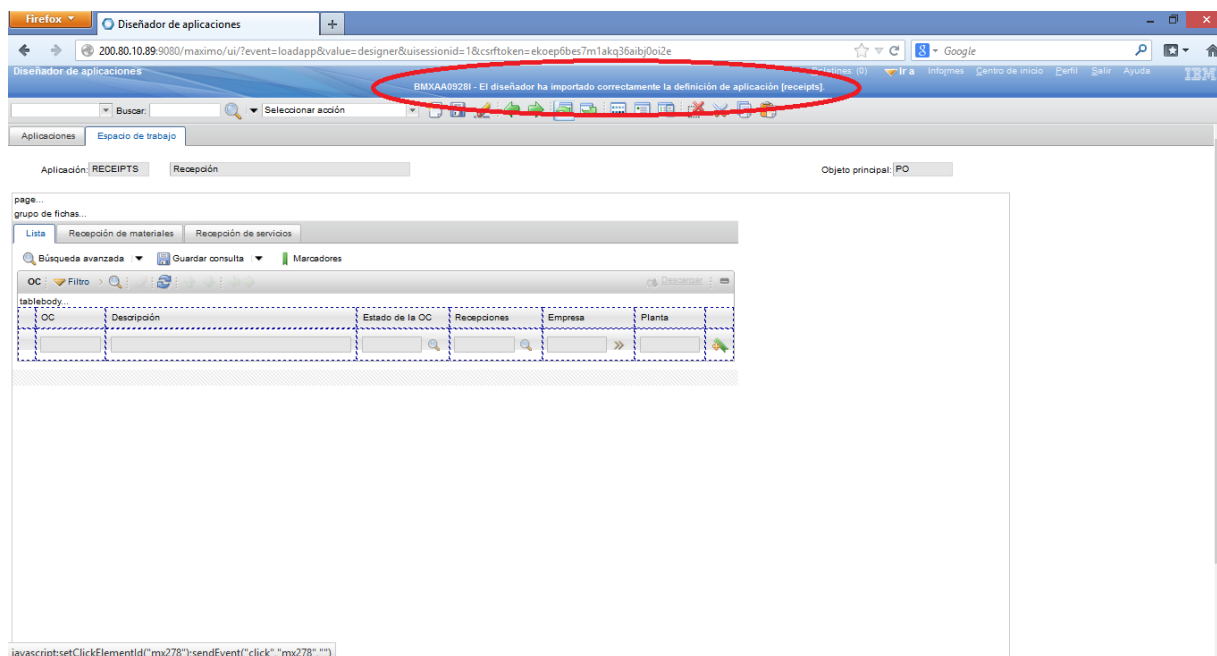 Firefox
Diseñador de aplicaciones
200.80.10.89:9080/maximo/ui/?event=loadapp&value=designer&uisessionid=1&csrftoken=ekoep6bes7m1akq36aibj0oi2e
Google
Diseñador de aplicaciones
Boletines (0) Ir a Informes Centro de inicio Perfil Salir Ayuda IBM
BMXAA0928I - El diseñador ha importado correctamente la definición de aplicación [receipts].
Buscar: Seleccionar acción
Aplicaciones Espacio de trabajo
Aplicación: RECEIPTS Recepción Objeto principal: PO
page...
grupo de fichas...
Lista Recepción de materiales Recepción de servicios
Búsqueda avanzada Guardar consulta Marcadores
OC Filtro Descargar
tablebody...
OC Descripción Estado de la OC Recepciones Empresa Planta
javascript:setClickElementId("mx278");sendEvent("click","mx278","")